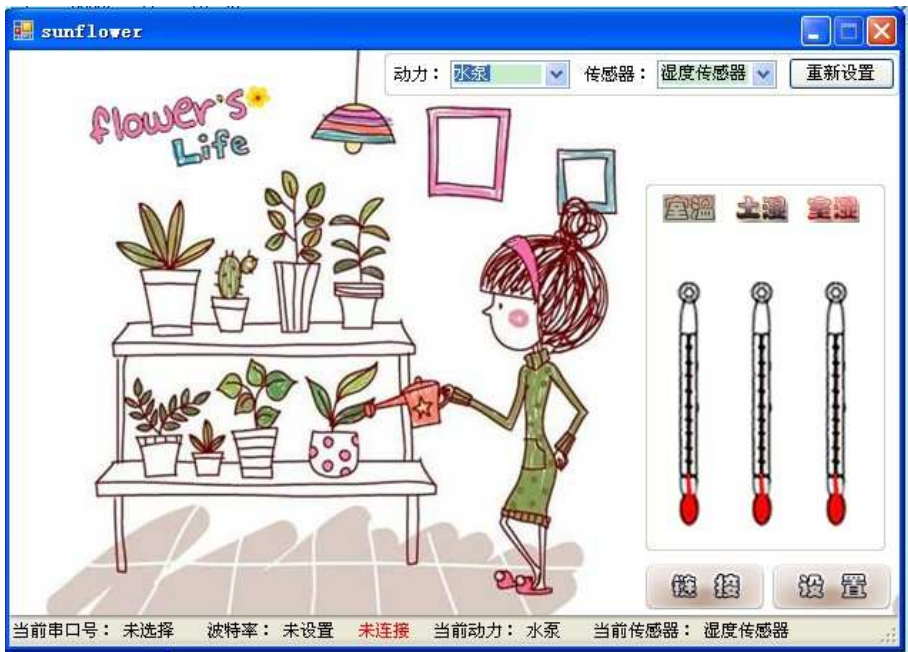 sunflower
动力： 水泵 传感器： 湿度传感器 重新设置
flower's
Life
室温 土湿 室湿
链接 设置
当前串口号： 未选择 波特率： 未设置 未连接 当前动力： 水泵 当前传感器： 湿度传感器